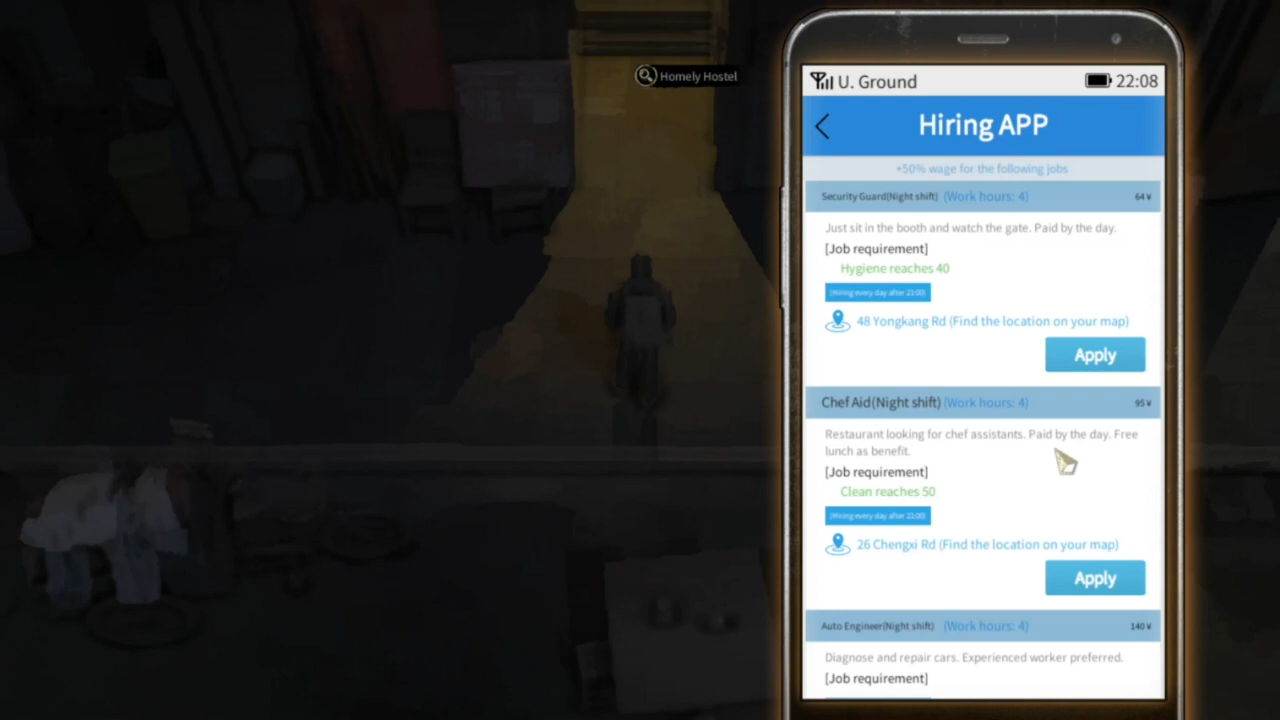 Homely Hostel
U. Ground
22:08
Hiring APP
+50% wage for the following jobs
Security Guard(Night shift) (Work hours: 4) 64 ¥
Just sit in the booth and watch the gate. Paid by the day.
[Job requirement]
Hygiene reaches 40
(Hiring every day after 21:00)
48 Yongkang Rd (Find the location on your map)
Apply
Chef Aid(Night shift) (Work hours: 4) 95 ¥
Restaurant looking for chef assistants. Paid by the day. Free
lunch as benefit.
[Job requirement]
Clean reaches 50
(Hiring every day after 21:00)
26 Chengxi Rd (Find the location on your map)
Apply
Auto Engineer(Night shift) (Work hours: 4) 140 ¥
Diagnose and repair cars. Experienced worker preferred.
[Job requirement]